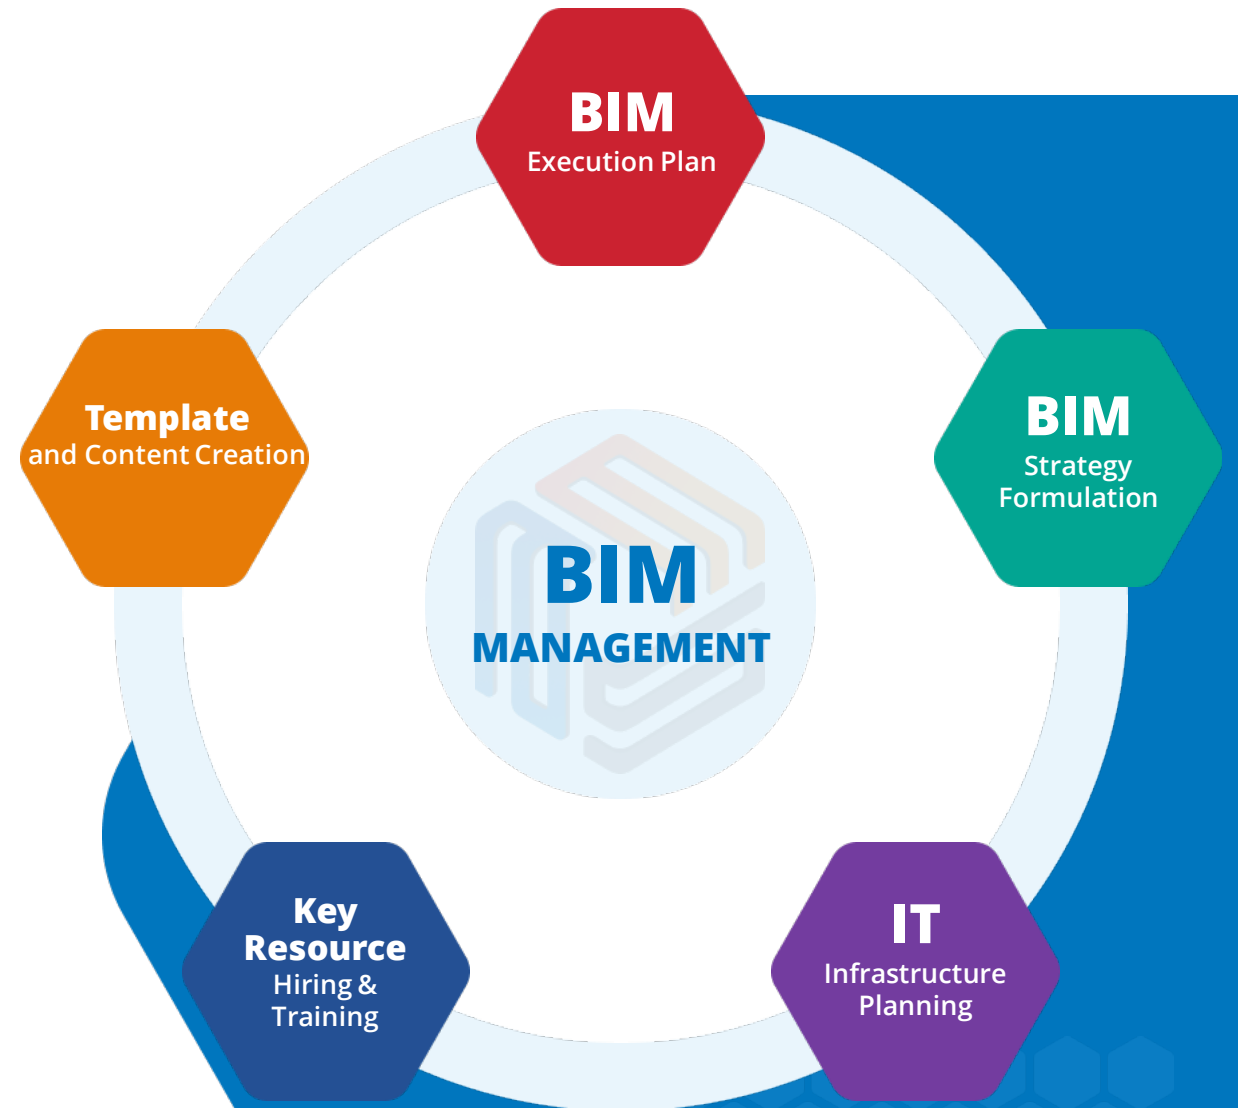 BIM
Execution Plan
BIM
Strategy
Formulation
IT
Infrastructure
Planning
Key
Resource
Hiring &
Training
Template
and Content Creation
BIM
MANAGEMENT